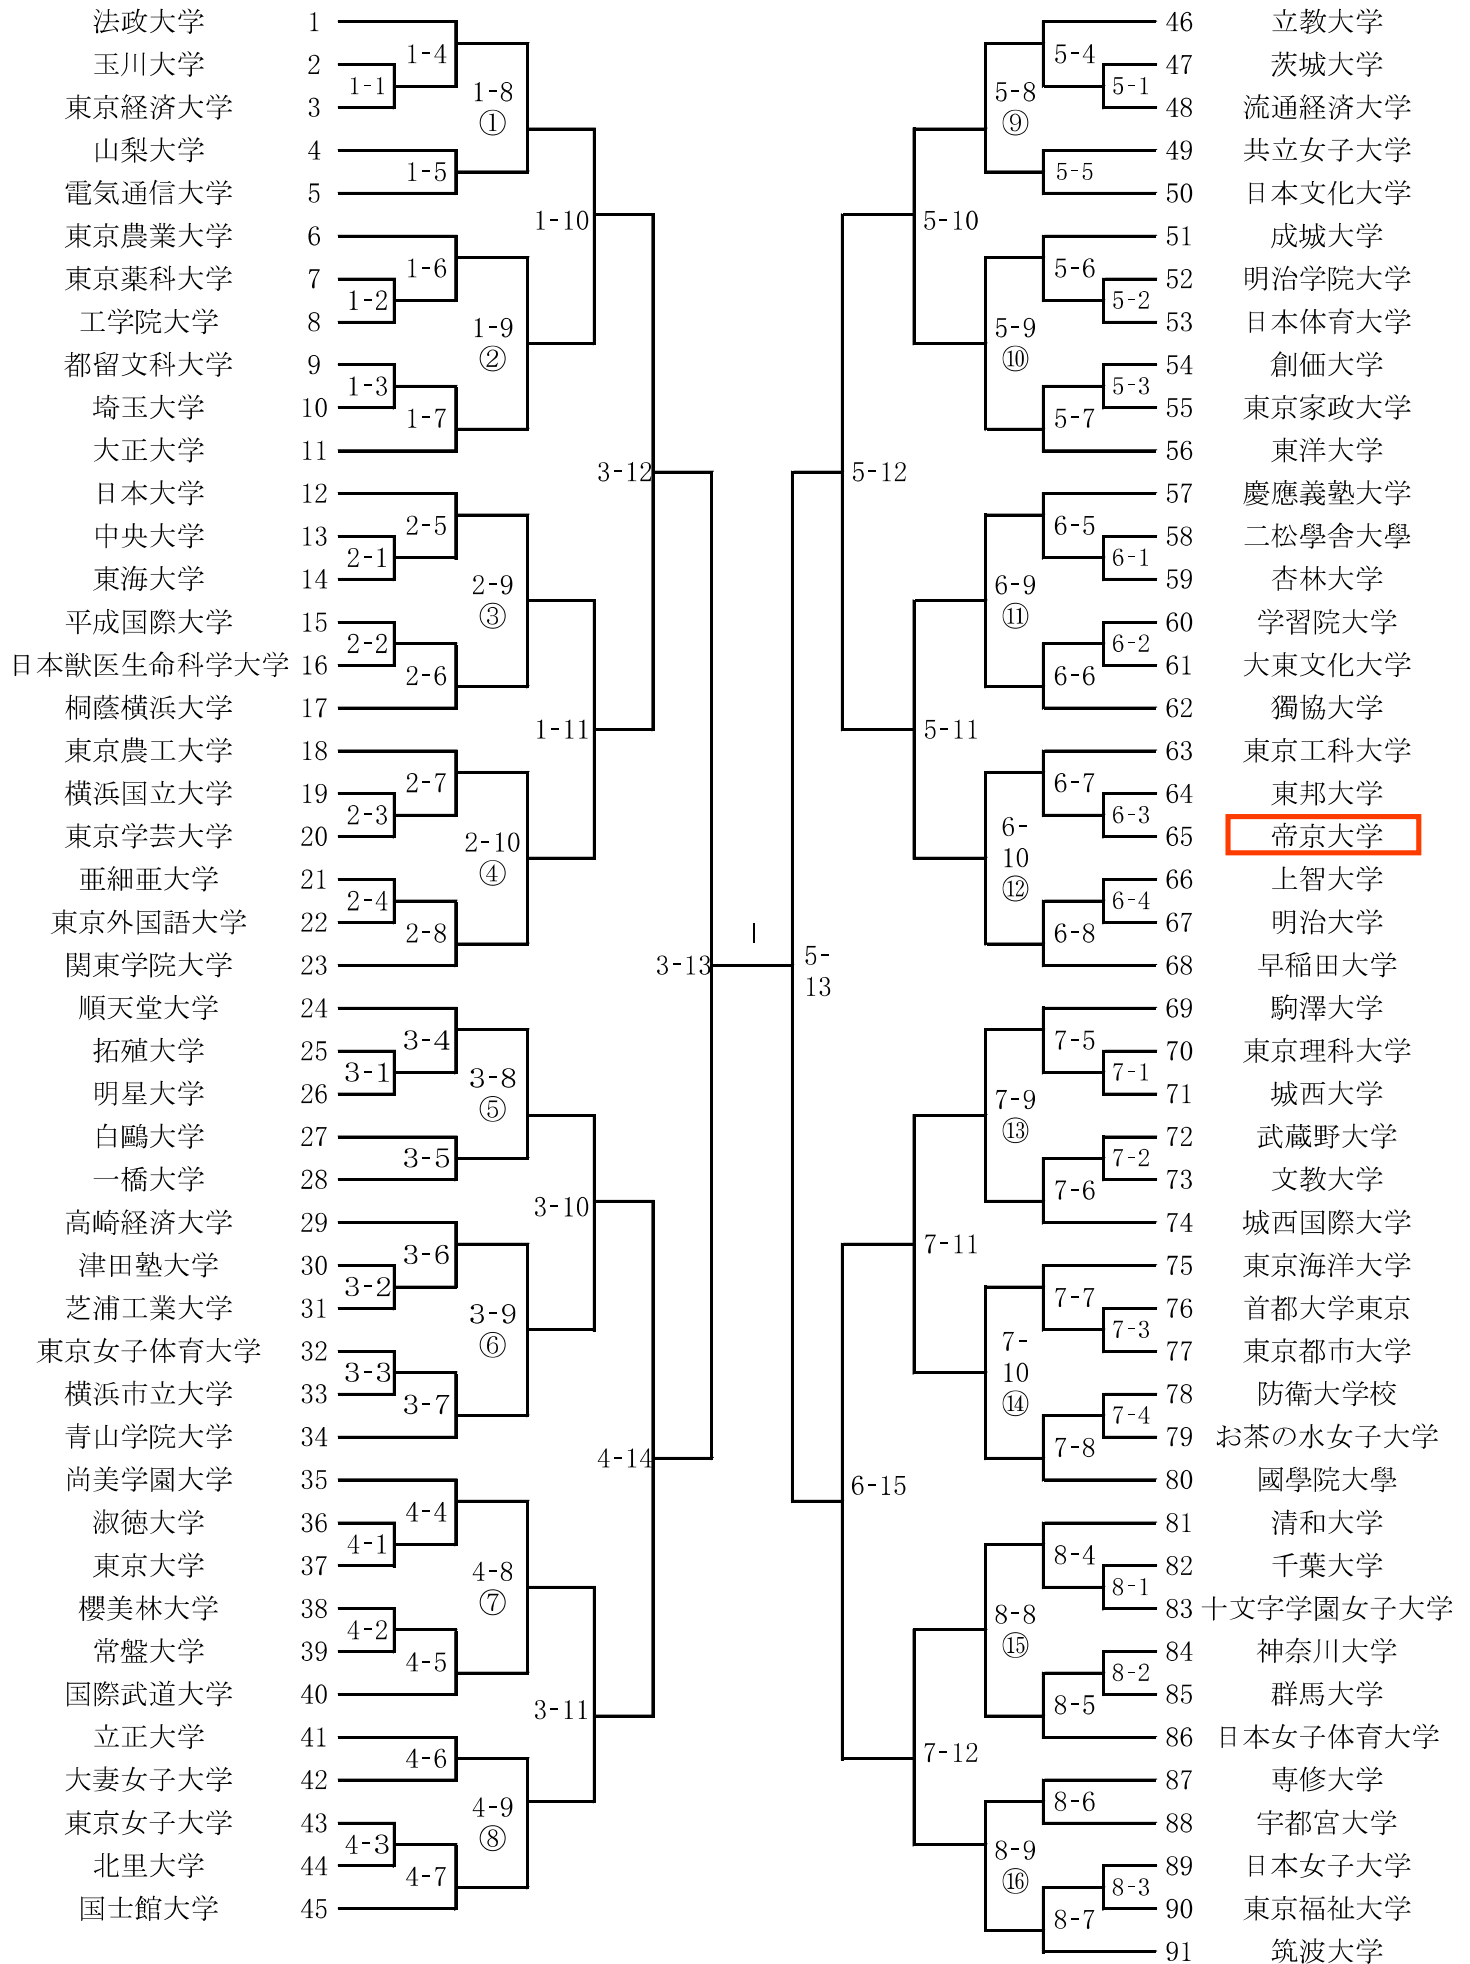 法政大学 1
玉川大学 2
東京経済大学 3
山梨大学 4
電気通信大学 5
東京農業大学 6
東京薬科大学 7
工学院大学 8
都留文科大学 9
埼玉大学 10
大正大学 11
日本大学 12
中央大学 13
東海大学 14
平成国際大学 15
日本獣医生命科学大学 16
桐蔭横浜大学 17
東京農工大学 18
横浜国立大学 19
東京学芸大学 20
亜細亜大学 21
東京外国語大学 22
関東学院大学 23
順天堂大学 24
拓殖大学 25
明星大学 26
白鷗大学 27
一橋大学 28
高崎経済大学 29
津田塾大学 30
芝浦工業大学 31
東京女子体育大学 32
横浜市立大学 33
青山学院大学 34
尚美学園大学 35
淑徳大学 36
東京大学 37
櫻美林大学 38
常盤大学 39
国際武道大学 40
立正大学 41
大妻女子大学 42
東京女子大学 43
北里大学 44
国士館大学 45
1-1
1-2
1-3
2-1
2-2
2-3
2-4
3-1
3-2
3-3
4-1
4-2
4-3
1-4
1-5
1-6
1-7
2-5
2-6
2-7
2-8
3-4
3-5
3-6
3-7
4-4
4-5
4-6
4-7
1-8
①
1-9
②
2-9
③
2-10
④
3-8
⑤
3-9
⑥
4-8
⑦
4-9
⑧
1-10
1-11
3-10
3-11
3-12
4-14
3-13
5-
13
5-12
6-15
5-10
5-11
7-11
7-12
5-8
⑨
5-9
⑩
6-9
⑪
6-
10
⑫
7-9
⑬
7-
10
⑭
8-8
⑮
8-9
⑯
5-4
5-5
5-6
5-7
6-5
6-6
6-7
6-8
7-5
7-6
7-7
7-8
8-4
8-5
8-6
8-7
5-1
5-2
5-3
6-1
6-2
6-3
6-4
7-1
7-2
7-3
7-4
8-1
8-2
8-3
46 立教大学
47 茨城大学
48 流通経済大学
49 共立女子大学
50 日本文化大学
51 成城大学
52 明治学院大学
53 日本体育大学
54 創価大学
55 東京家政大学
56 東洋大学
57 慶應義塾大学
58 二松學舎大學
59 杏林大学
60 学習院大学
61 大東文化大学
62 獨協大学
63 東京工科大学
64 東邦大学
65 帝京大学
66 上智大学
67 明治大学
68 早稲田大学
69 駒澤大学
70 東京理科大学
71 城西大学
72 武蔵野大学
73 文教大学
74 城西国際大学
75 東京海洋大学
76 首都大学東京
77 東京都市大学
78 防衛大学校
79 お茶の水女子大学
80 國學院大學
81 清和大学
82 千葉大学
83 十文字学園女子大学
84 神奈川大学
85 群馬大学
86 日本女子体育大学
87 専修大学
88 宇都宮大学
89 日本女子大学
90 東京福祉大学
91 筑波大学